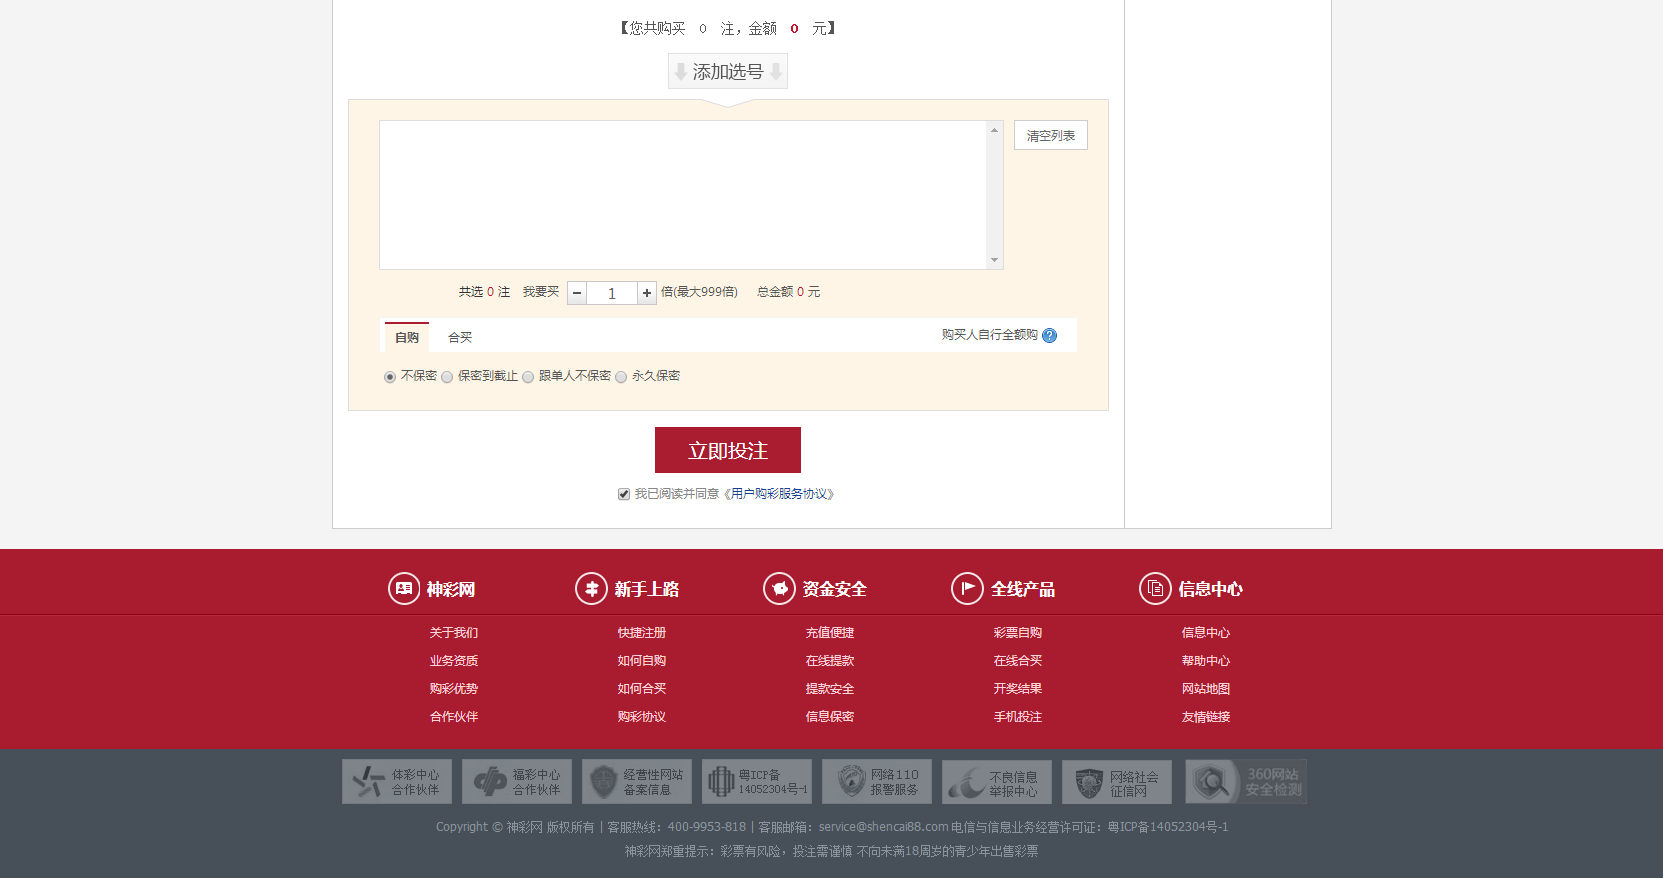 【您共购买 0 注，金额 0 元】
添加选号
清空列表
共选 0 注 我要买 － 1 + 倍(最大999倍) 总金额 0 元
自购 合买 购买人自行全额购 ?
不保密 保密到截止 跟单人不保密 永久保密
立即投注
我已阅读并同意《用户购彩服务协议》
神彩网 新手上路 资金安全 全线产品 信息中心
关于我们 快捷注册 充值便捷 彩票自购 信息中心
业务资质 如何自购 在线提款 在线合买 帮助中心
购彩优势 如何合买 提款安全 开奖结果 网站地图
合作伙伴 购彩协议 信息保密 手机投注 友情链接
体彩中心 福彩中心 经营性网站 粤ICP备 网络110 不良信息 网络社会 360网站
合作伙伴 合作伙伴 备案信息 14052304号-1 报警服务 举报中心 征信网 安全检测
Copyright © 神彩网 版权所有 | 客服热线：400-9953-818 | 客服邮箱：service@shencai88.com 电信与信息业务经营许可证：粤ICP备14052304号-1
神彩网郑重提示：彩票有风险，投注需谨慎 不向未满18周岁的青少年出售彩票